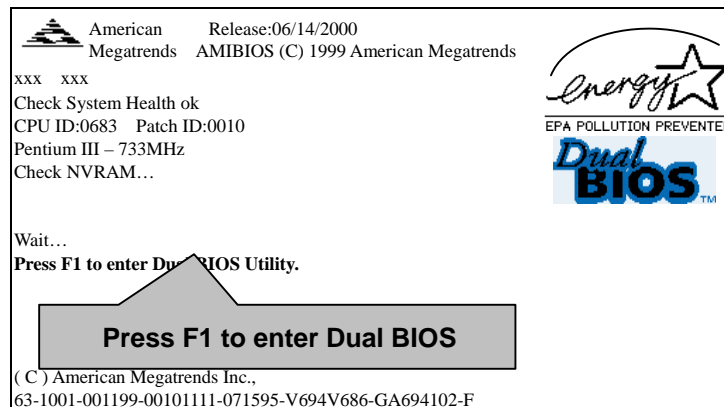 American Release:06/14/2000
Megatrends AMIBIOS (C) 1999 American Megatrends
xxx xxx
Check System Health ok
CPU ID:0683 Patch ID:0010
Pentium III – 733MHz
Check NVRAM…
energy
EPA POLLUTION PREVENTE
Dual
BIOS TM
Wait…
Press F1 to enter Dual BIOS Utility.
Press F1 to enter Dual BIOS
( C ) American Megatrends Inc.,
63-1001-001199-00101111-071595-V694V686-GA694102-F